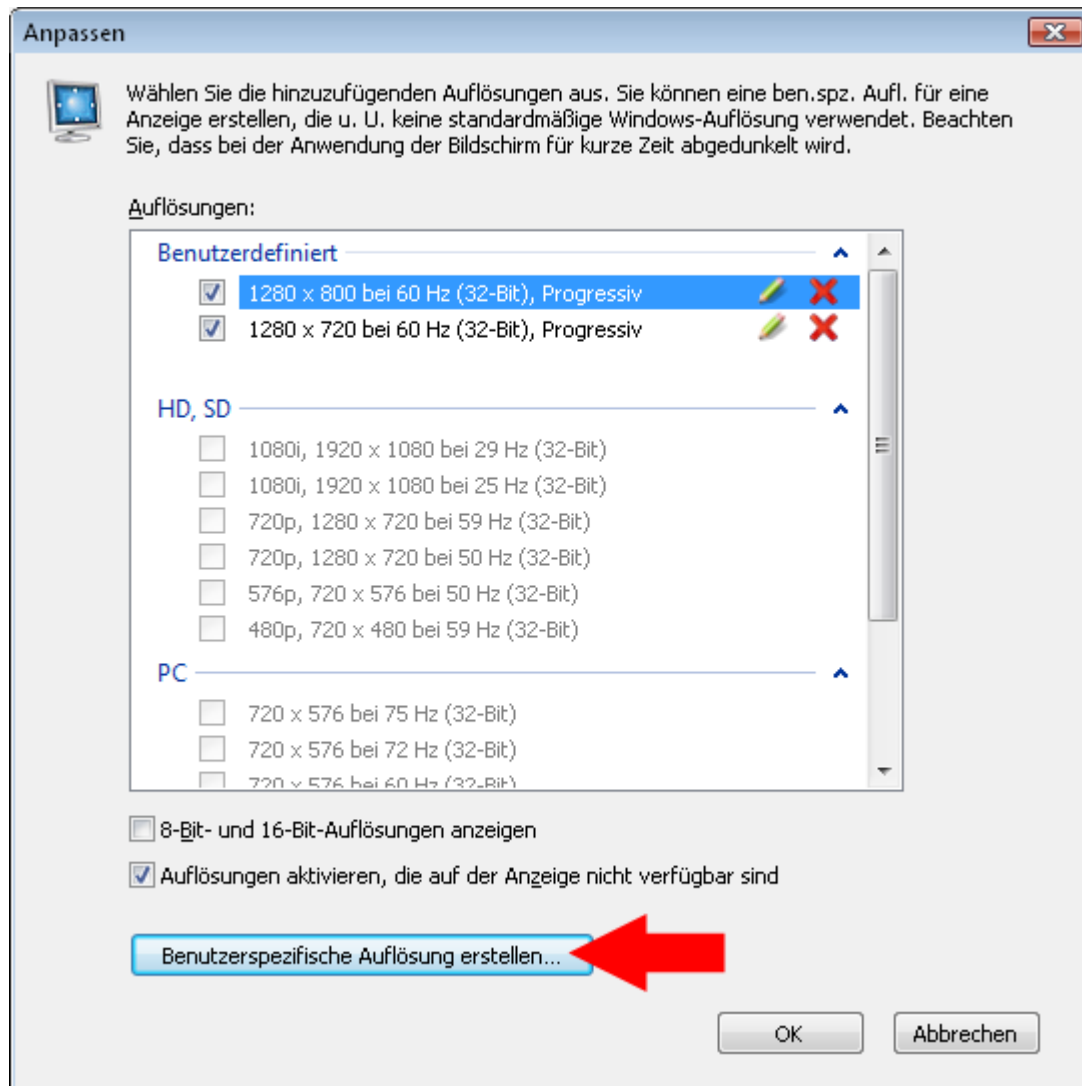 Anpassen
Wählen Sie die hinzuzufügenden Auflösungen aus. Sie können eine ben.spz. Aufl. für eine
Anzeige erstellen, die u. U. keine standardmäßige Windows-Auflösung verwendet. Beachten
Sie, dass bei der Anwendung der Bildschirm für kurze Zeit abgedunkelt wird.
Auflösungen:
Benutzerdefiniert
1280 x 800 bei 60 Hz (32-Bit), Progressiv
1280 x 720 bei 60 Hz (32-Bit), Progressiv
HD, SD
1080i, 1920 x 1080 bei 29 Hz (32-Bit)
1080i, 1920 x 1080 bei 25 Hz (32-Bit)
720p, 1280 x 720 bei 59 Hz (32-Bit)
720p, 1280 x 720 bei 50 Hz (32-Bit)
576p, 720 x 576 bei 50 Hz (32-Bit)
480p, 720 x 480 bei 59 Hz (32-Bit)
PC
720 x 576 bei 75 Hz (32-Bit)
720 x 576 bei 72 Hz (32-Bit)
720 x 576 bei 60 Hz (32-Bit)
8-Bit- und 16-Bit-Auflösungen anzeigen
Auflösungen aktivieren, die auf der Anzeige nicht verfügbar sind
Benutzerspezifische Auflösung erstellen...
OK
Abbrechen